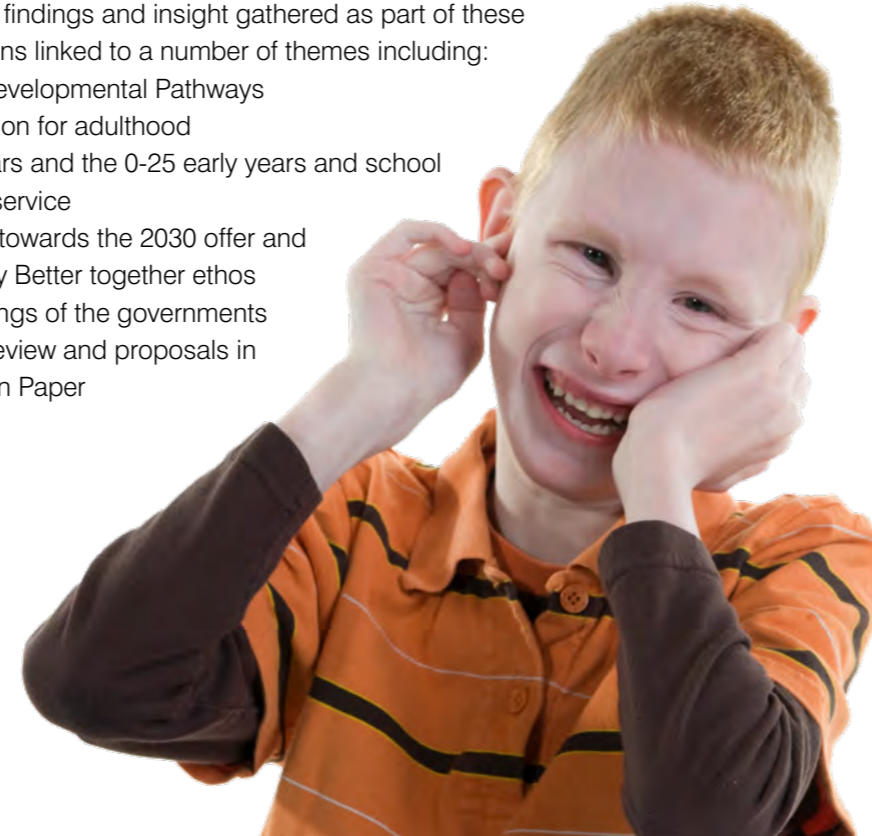 findings and insight gathered as part of these
ns linked to a number of themes including:
evelopmental Pathways
on for adulthood
ars and the 0-25 early years and school
service
towards the 2030 offer and
y Better together ethos
ngs of the governments
eview and proposals in
n Paper